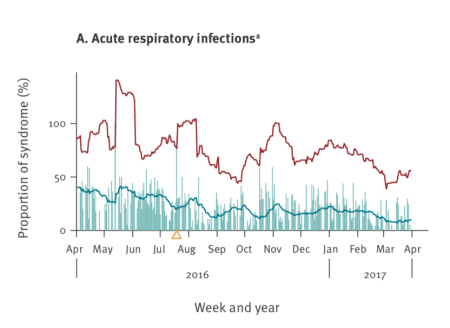 A. Acute respiratory infectionsᵃ
Proportion of syndrome (%)
100
50
0
Apr May Jun Jul Aug Sep Oct Nov Dec Jan Feb Mar Apr
2016 2017
Week and year